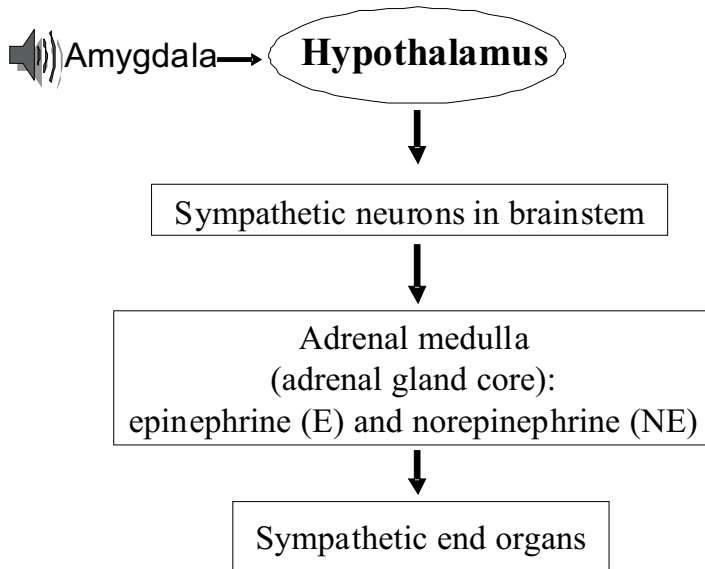 Amygdala
Hypothalamus
Sympathetic neurons in brainstem
Adrenal medulla
(adrenal gland core):
epinephrine (E) and norepinephrine (NE)
Sympathetic end organs